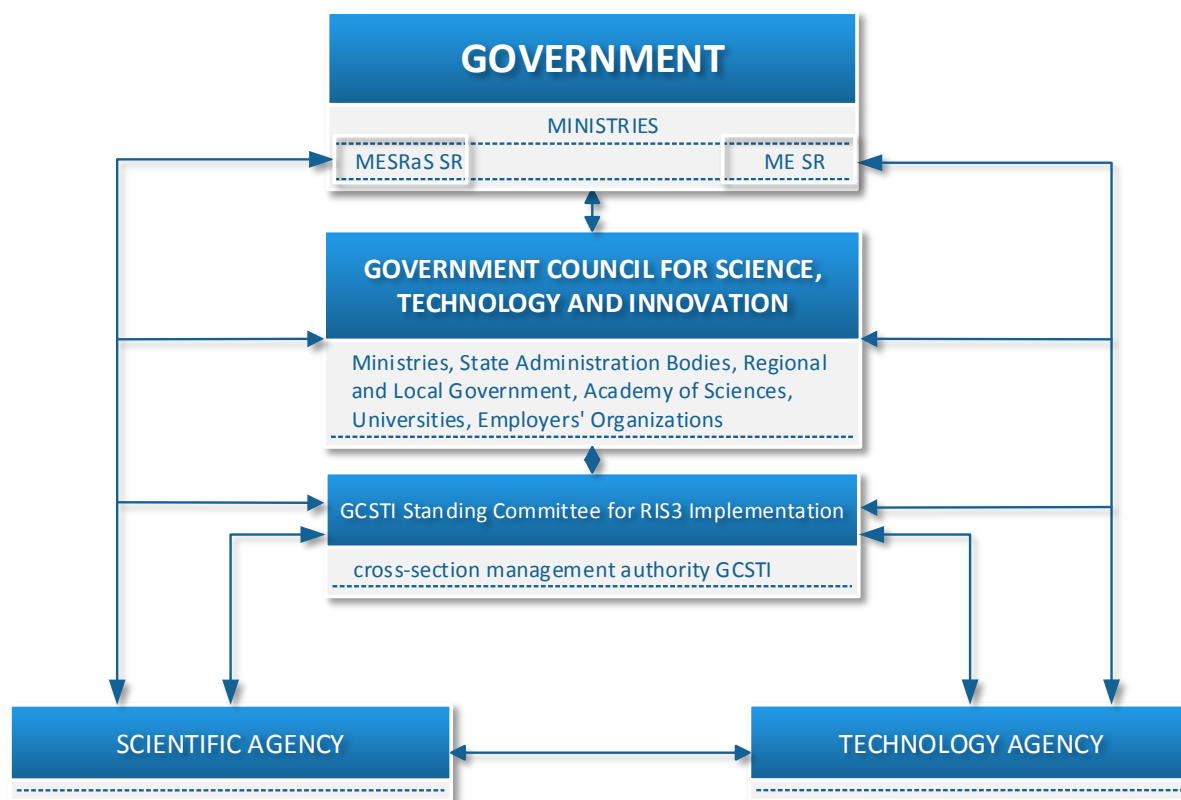 GOVERNMENT
MINISTRIES
MESRaS SR
ME SR
GOVERNMENT COUNCIL FOR SCIENCE,
TECHNOLOGY AND INNOVATION
Ministries, State Administration Bodies, Regional
and Local Government, Academy of Sciences,
Universities, Employers' Organizations
GCSTI Standing Committee for RIS3 Implementation
cross-section management authority GCSTI
SCIENTIFIC AGENCY
TECHNOLOGY AGENCY